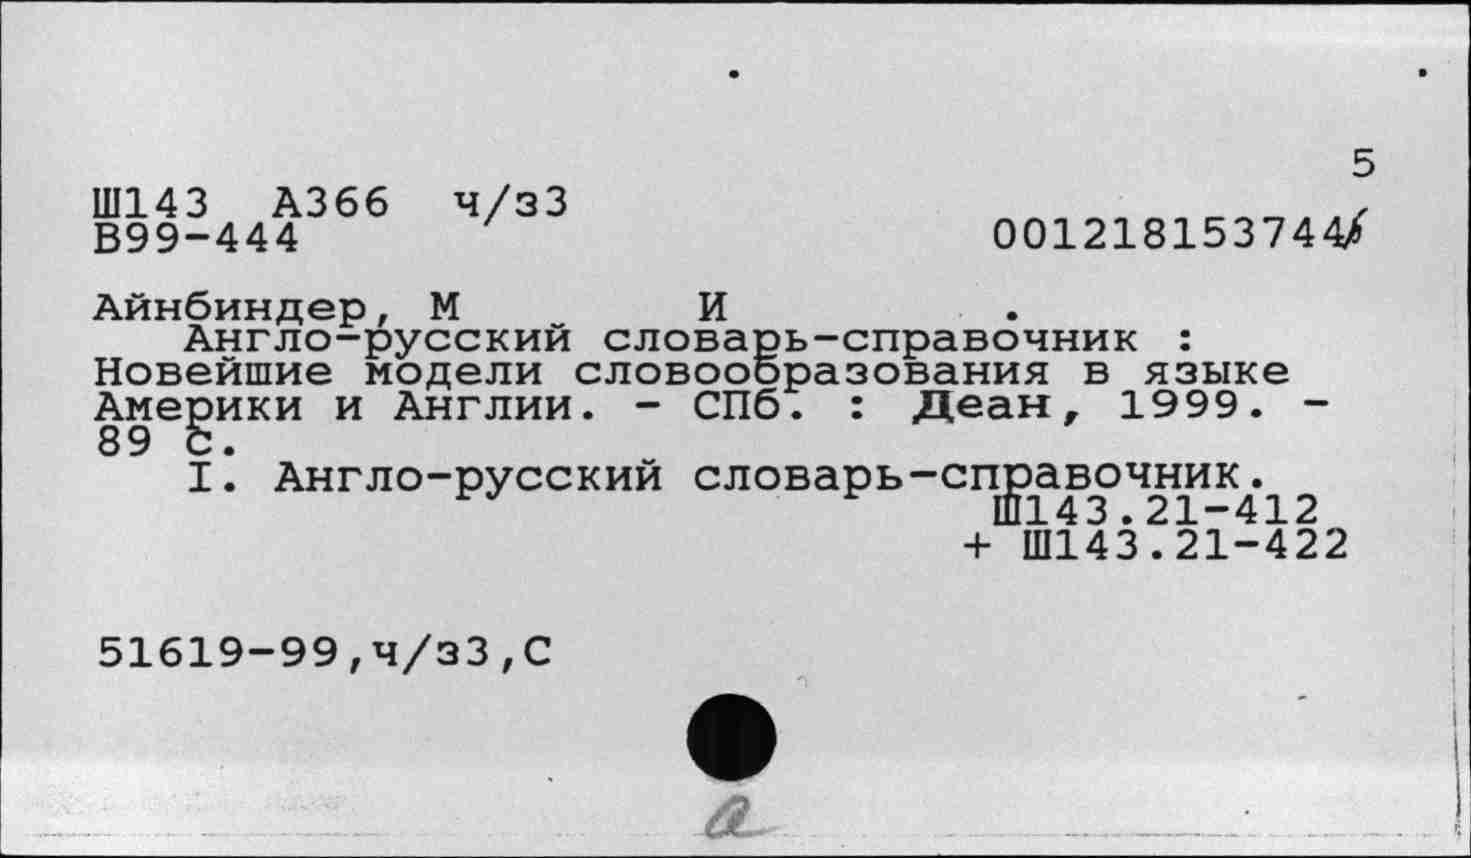 5
Ш143 А366 ч/з3
В99-444 001218153744
Айнбиндер, М И .
Англо-русский словарь-справочник :
Новейшие модели словообразования в языке
Америки и Англии. - СПб. : Деан, 1999. -
89 с.
I. Англо-русский словарь-справочник.
Ш143.21-412
+ Ш143.21-422
51619-99,ч/з3,С
a